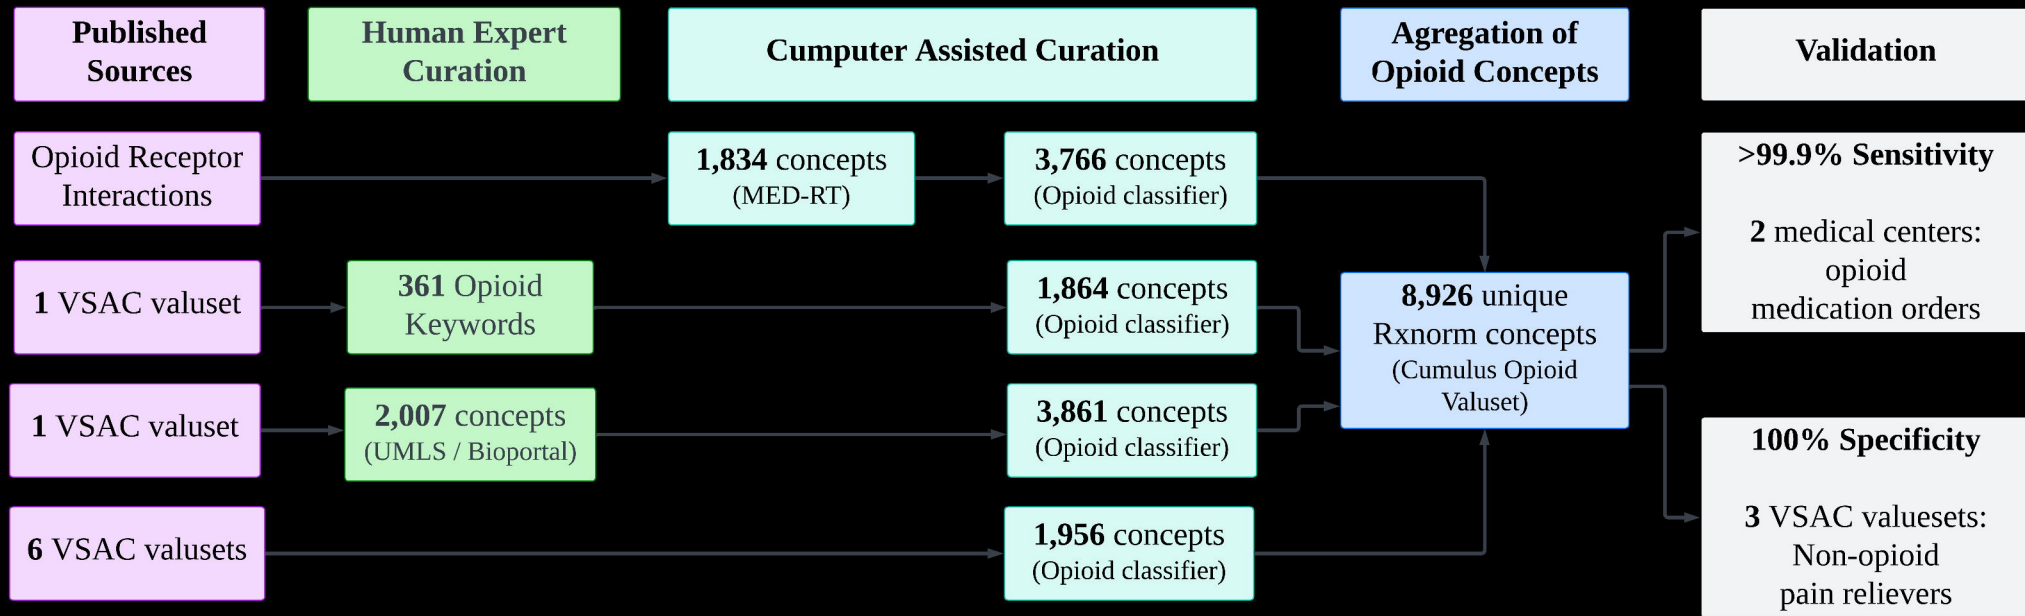 Published
Sources
Human Expert
Curation
Cumputer Assisted Curation
Agregation of
Opioid Concepts
Validation
Opioid Receptor
Interactions
1,834 concepts
(MED-RT)
3,766 concepts
(Opioid classifier)
>99.9% Sensitivity
2 medical centers:
opioid
medication orders
1 VSAC valuset
361 Opioid
Keywords
1,864 concepts
(Opioid classifier)
8,926 unique
Rxnorm concepts
(Cumulus Opioid
Valuset)
1 VSAC valuset
2,007 concepts
(UMLS / Bioportal)
3,861 concepts
(Opioid classifier)
100% Specificity
3 VSAC valuesets:
Non-opioid
pain relievers
6 VSAC valusets
1,956 concepts
(Opioid classifier)